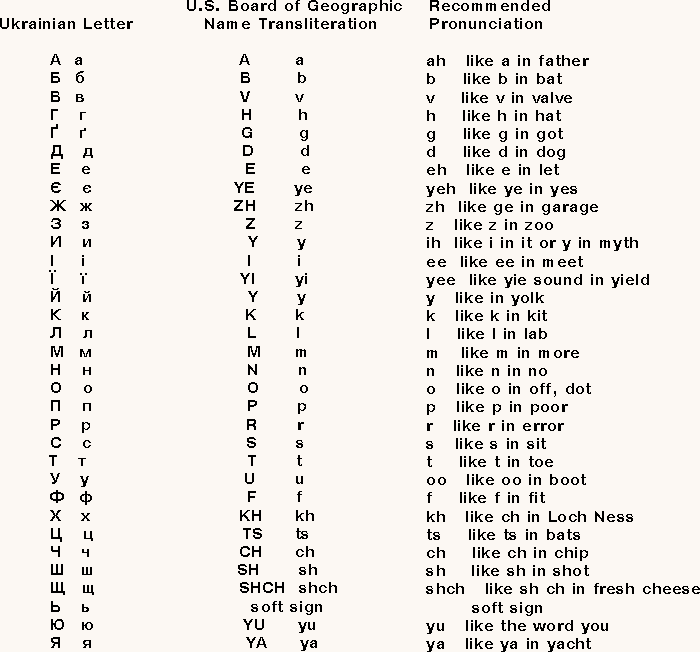 U.S. Board of Geographic Recommended
Ukrainian Letter Name Transliteration Pronunciation
А а A a ah like a in father
Б б B b b like b in bat
В в V v v like v in valve
Г г H h h like h in hat
Ґ ґ G g g like g in got
Д д D d d like d in dog
Е е E e eh like e in let
Є є YE ye yeh like ye in yes
Ж ж ZH zh zh like ge in garage
З з Z z z like z in zoo
И и Y y ih like i in it or y in myth
І і I i ee like ee in meet
Ї ї YI yi yee like yie sound in yield
Й й Y y y like in yolk
К к K k k like k in kit
Л л L l l like l in lab
М м M m m like m in more
Н н N n n like n in no
О о O o o like o in off, dot
П п P p p like p in poor
Р р R r r like r in error
С с S s s like s in sit
Т т T t t like t in toe
У у U u oo like oo in boot
Ф ф F f f like f in fit
Х х KH kh kh like ch in Loch Ness
Ц ц TS ts ts like ts in bats
Ч ч CH ch ch like ch in chip
Ш ш SH sh sh like sh in shot
Щ щ SHCH shch shch like sh ch in fresh cheese
Ь ь soft sign soft sign
Ю ю YU yu yu like the word you
Я я YA ya ya like ya in yacht